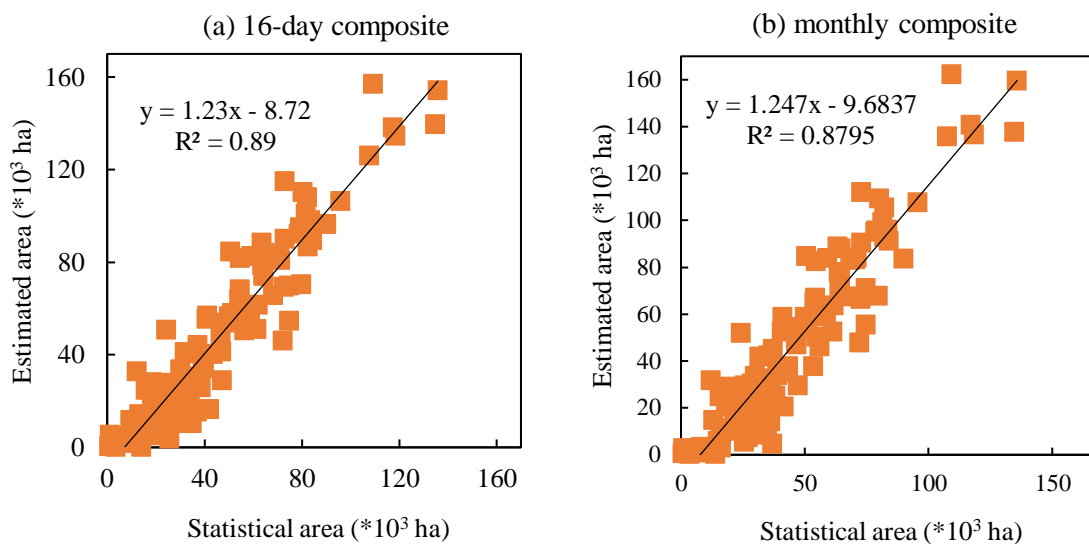 (a) 16-day composite
160
120
80
40
0
0 40 80 120 160
y = 1.23x - 8.72
R² = 0.89
Estimated area (*10³ ha)
Statistical area (*10³ ha)
(b) monthly composite
160
140
120
100
80
60
40
20
0
0 50 100 150
y = 1.247x - 9.6837
R² = 0.8795
Estimated area (*10³ ha)
Statistical area (*10³ ha)